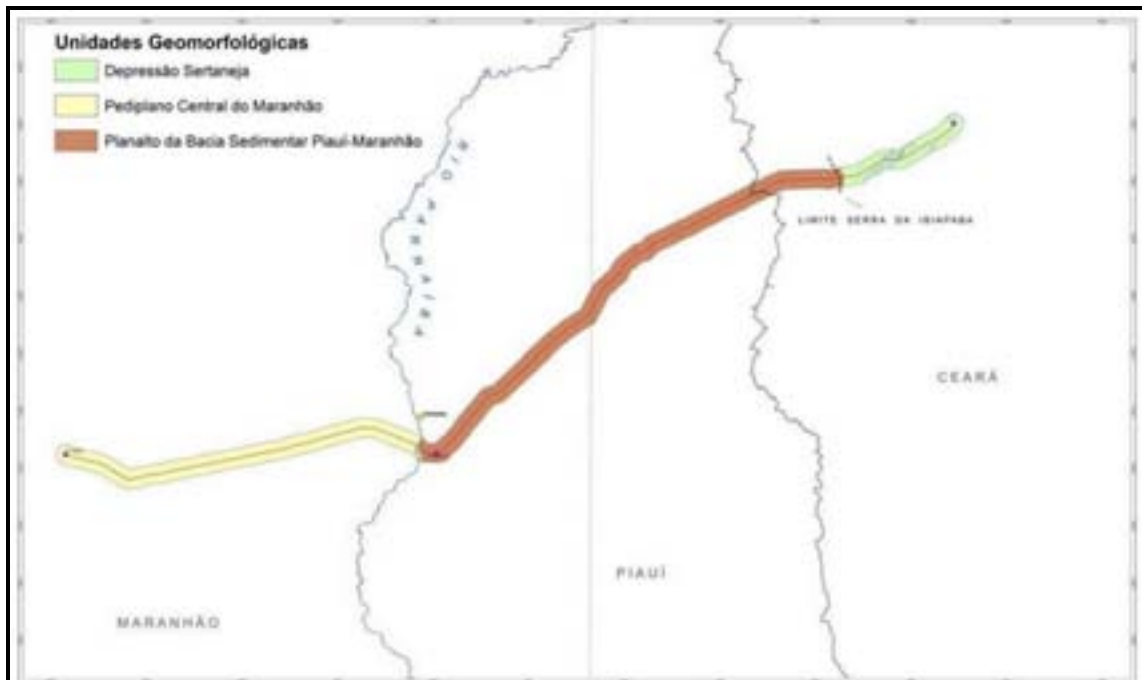 Unidades Geomorfológicas
Depressão Sertaneja
Pediplano Central do Maranhão
Planalto da Bacia Sedimentar Piauí-Maranhão
RIO PARNAÍBA
LIMITE SERRA DA IBIAPABA
CEARÁ
PIAUÍ
MARANHÃO